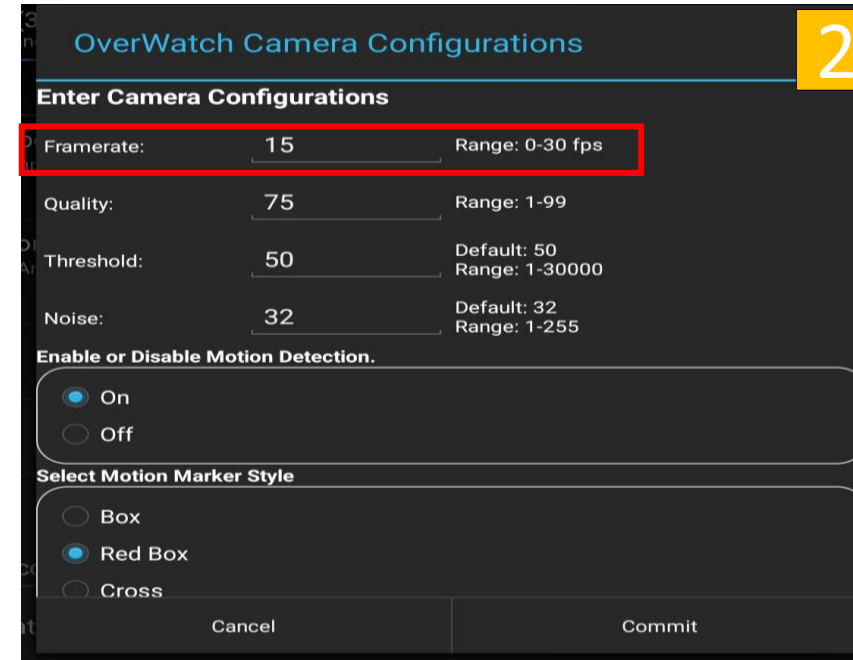 OverWatch Camera Configurations
2
Enter Camera Configurations
Framerate: 15 Range: 0-30 fps
Quality: 75 Range: 1-99
Threshold: 50 Default: 50
Range: 1-30000
Noise: 32 Default: 32
Range: 1-255
Enable or Disable Motion Detection.
On
Off
Select Motion Marker Style
Box
Red Box
Cross
Cancel Commit